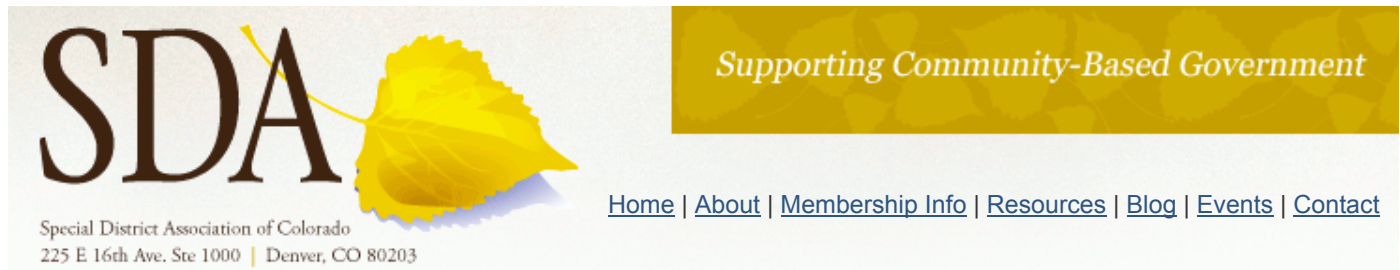 SDA
Supporting Community-Based Government
Home | About | Membership Info | Resources | Blog | Events | Contact
Special District Association of Colorado
225 E 16th Ave. Ste 1000 | Denver, CO 80203